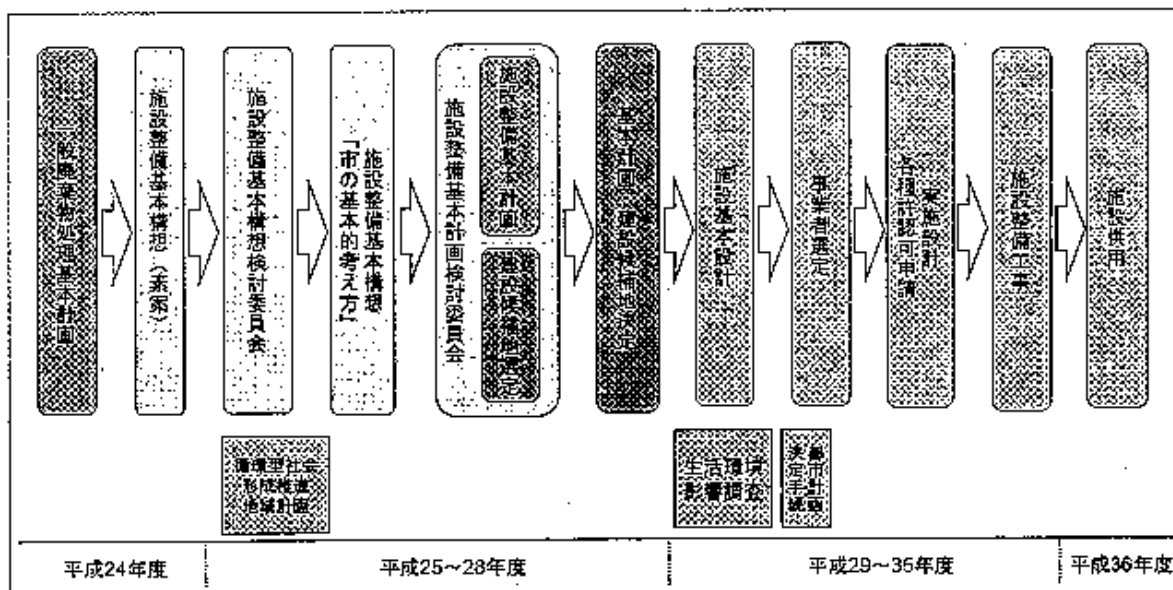 一般廃棄物処理基本計画
施設整備基本構想（素案）
施設整備基本構想検討委員会
施設整備基本構想
「市の基本的考え方」
施設整備基本計画検討委員会
施設整備基本計画
建設候補地選定
基本計画・建設候補地決定
施設基本設計
事業者選定
実施設計
各種許認可申請
施設整備工事
施設供用
循環型社会
形成推進
地域計画
生活環境
影響調査
都市計画
決定手続
平成24年度
平成25～28年度
平成29～35年度
平成36年度